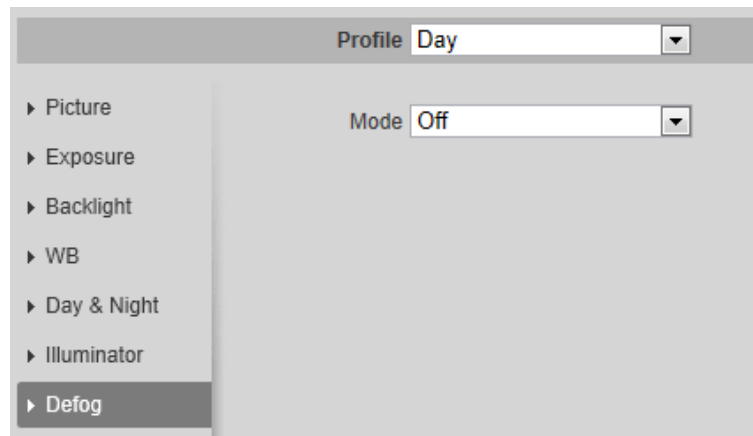 Profile Day
Picture
Mode Off
Exposure
Backlight
WB
Day & Night
Illuminator
Defog